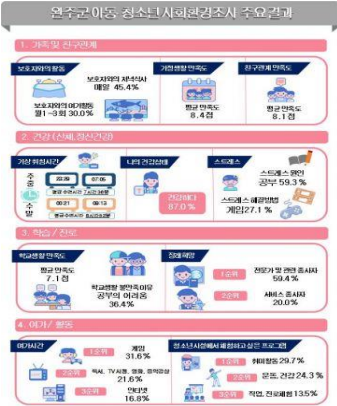 완주군 아동·청소년 사회환경조사 주요결과
1. 가족 및 친구관계
보호자와의 활동
가정생활 만족도
친구관계 만족도
보호자와의 저녁식사
매일 45.4%
보호자와의 여가활동
월1~3회 30.0%
평균 만족도
8.4점
평균 만족도
8.1점
2. 건강 (신체, 정신건강)
기상 취침시간
나의 건강상태
스트레스
주중
주말
07:05
09:13
건강하다
87.0 %
스트레스 원인
공부 59.3 %
스트레스 해결방법
게임 27.1 %
3. 학습 / 진로
학교생활 만족도
장래희망
평균 만족도
7.1 점
학교생활 불만족이유
공부의 어려움
36.4%
1순위
전문가 및 관련 종사자
59.4%
2순위
서비스 종사자
20.0%
4. 여가 / 활동
여가시간
청소년시설에서 체험하고 싶은 프로그램
1순위
게임
31.6%
2순위
독서, TV시청, 영화, 음악감상
21.6%
3순위
인터넷
16.8%
1순위
취미활동 29.7 %
2순위
운동, 건강 24.3 %
3순위
직업, 진로체험 13.5%